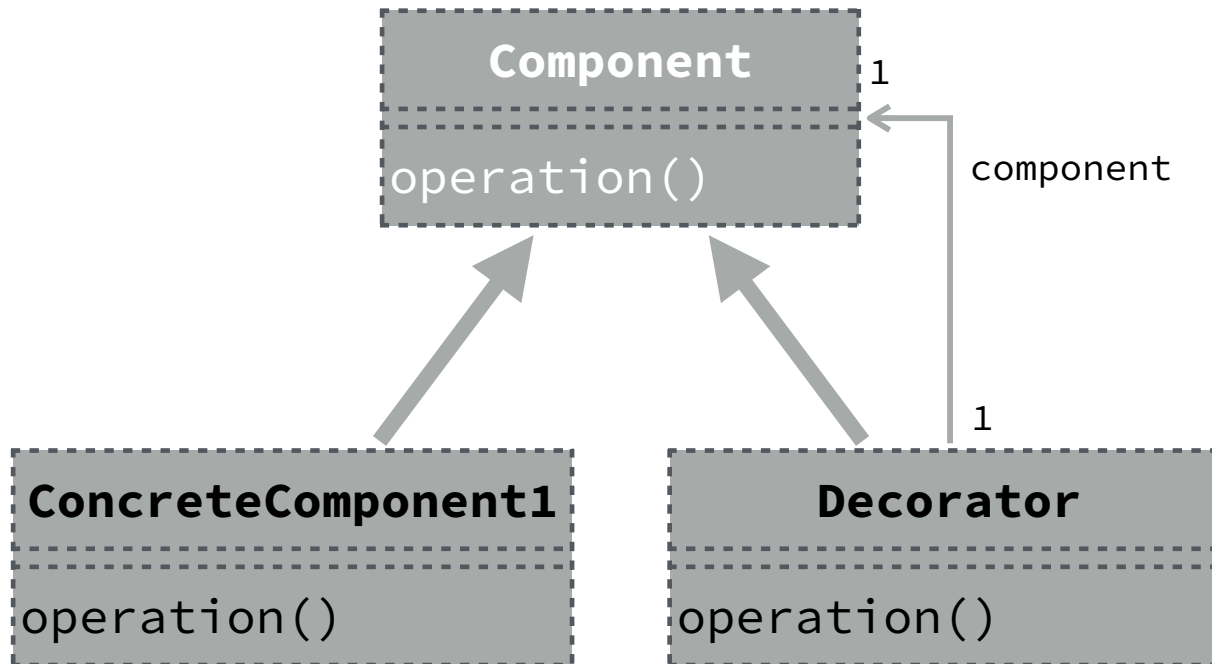 Component
1
operation()
component
1
ConcreteComponent1
Decorator
operation()
operation()